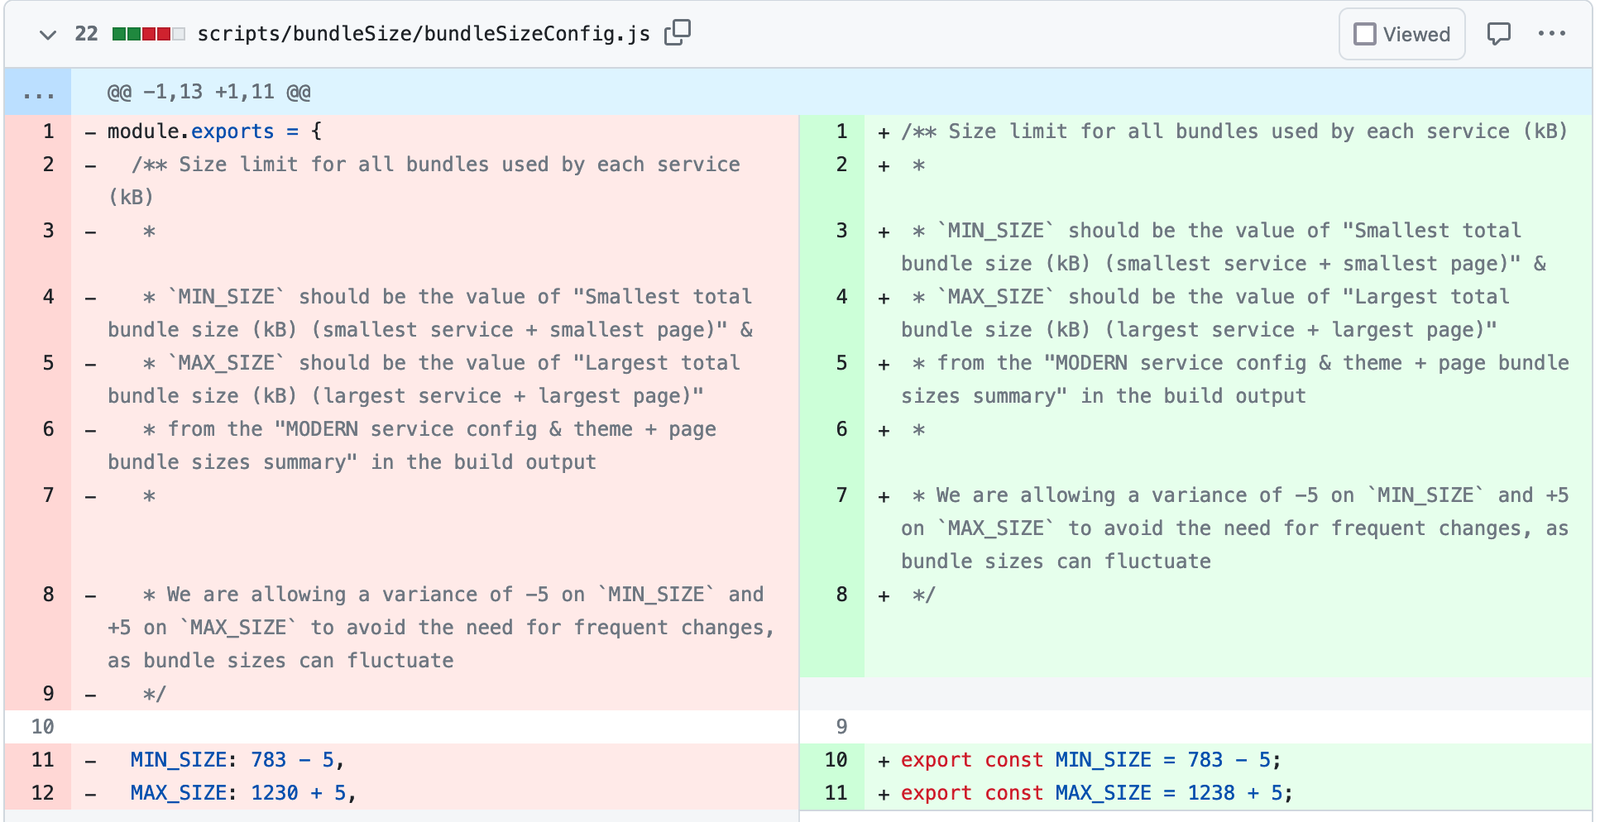 22 scripts/bundleSize/bundleSizeConfig.js Viewed ...
... @@ -1,13 +1,11 @@
1 - module.exports = {
2 -   /** Size limit for all bundles used by each service
(kB)
3 -    *
4 -    * `MIN_SIZE` should be the value of "Smallest total
bundle size (kB) (smallest service + smallest page)" &
5 -    * `MAX_SIZE` should be the value of "Largest total
bundle size (kB) (largest service + largest page)"
6 -    * from the "MODERN service config & theme + page
bundle sizes summary" in the build output
7 -    *
8 -    * We are allowing a variance of -5 on `MIN_SIZE` and
+5 on `MAX_SIZE` to avoid the need for frequent changes,
as bundle sizes can fluctuate
9 -    */
10
11 -   MIN_SIZE: 783 - 5,
12 -   MAX_SIZE: 1230 + 5,
1 + /** Size limit for all bundles used by each service (kB)
2 +  *
3 +  * `MIN_SIZE` should be the value of "Smallest total
bundle size (kB) (smallest service + smallest page)" &
4 +  * `MAX_SIZE` should be the value of "Largest total
bundle size (kB) (largest service + largest page)"
5 +  * from the "MODERN service config & theme + page bundle
sizes summary" in the build output
6 +  *
7 +  * We are allowing a variance of -5 on `MIN_SIZE` and +5
on `MAX_SIZE` to avoid the need for frequent changes, as
bundle sizes can fluctuate
8 +  */
9
10 + export const MIN_SIZE = 783 - 5;
11 + export const MAX_SIZE = 1238 + 5;